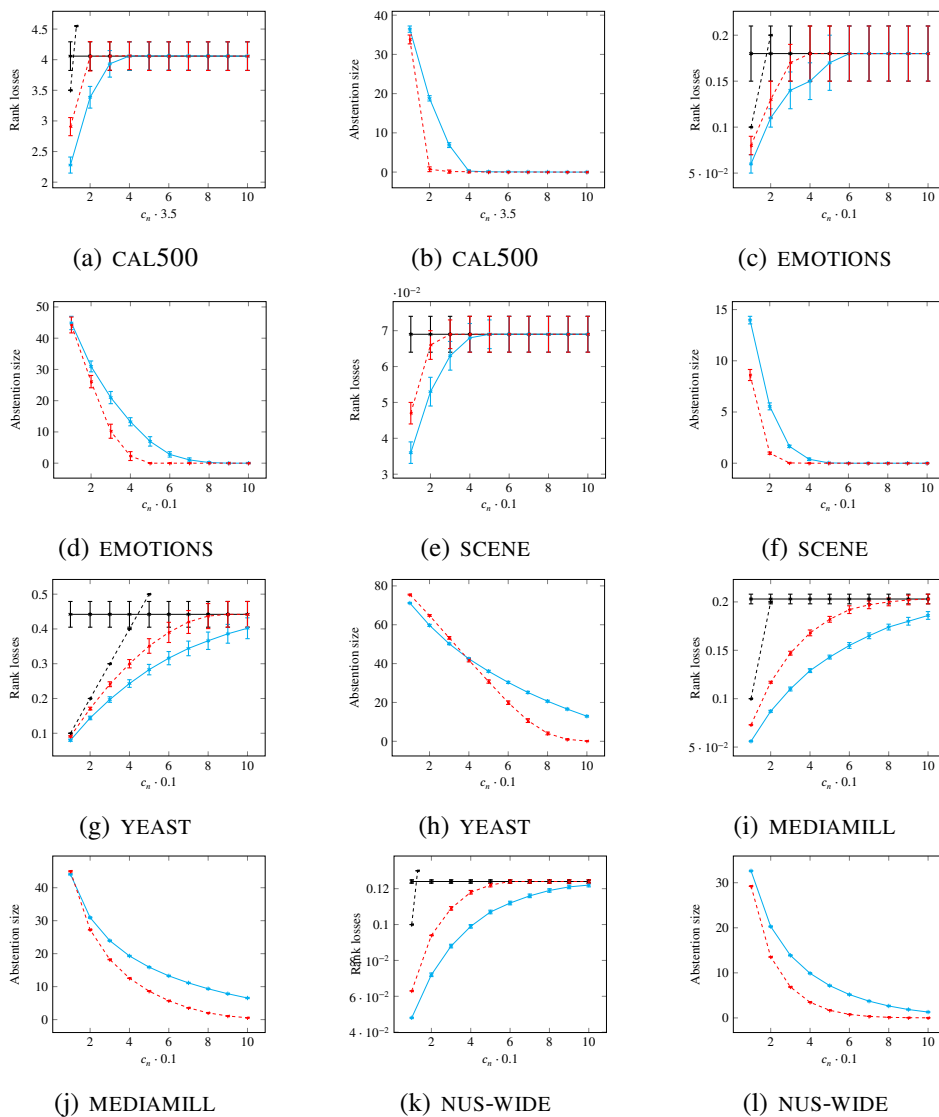 4.5
4
3.5
3
2.5
2
Rank losses
2 4 6 8 10
c_n · 3.5
(a) CAL500
40
30
20
10
0
Abstention size
2 4 6 8 10
c_n · 3.5
(b) CAL500
0.2
0.15
0.1
5 · 10⁻²
Rank losses
2 4 6 8 10
c_n · 0.1
(c) EMOTIONS
50
40
30
20
10
0
Abstention size
2 4 6 8 10
c_n · 0.1
(d) EMOTIONS
·10⁻²
7
6
5
4
3
Rank losses
2 4 6 8 10
c_n · 0.1
(e) SCENE
15
10
5
0
Abstention size
2 4 6 8 10
c_n · 0.1
(f) SCENE
0.5
0.4
0.3
0.2
0.1
Rank losses
2 4 6 8 10
c_n · 0.1
(g) YEAST
80
60
40
20
0
Abstention size
2 4 6 8 10
c_n · 0.1
(h) YEAST
0.2
0.15
0.1
5 · 10⁻²
Rank losses
2 4 6 8 10
c_n · 0.1
(i) MEDIAMILL
40
30
20
10
0
Abstention size
2 4 6 8 10
c_n · 0.1
(j) MEDIAMILL
0.12
0.1
· 10⁻²
6 · 10⁻²
4 · 10⁻²
Rank losses
2 4 6 8 10
c_n · 0.1
(k) NUS-WIDE
30
20
10
0
Abstention size
2 4 6 8 10
c_n · 0.1
(l) NUS-WIDE